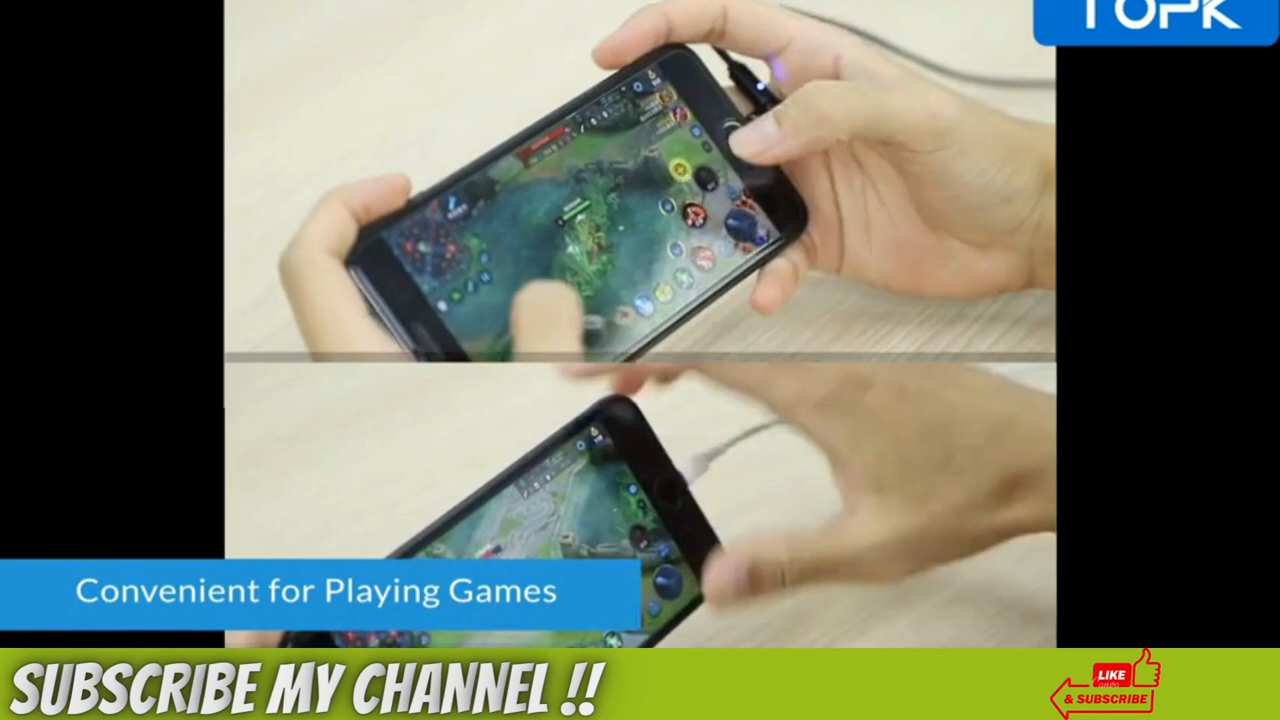 TOPK
Convenient for Playing Games
SUBSCRIBE MY CHANNEL !!
LIKE
& SUBSCRIBE